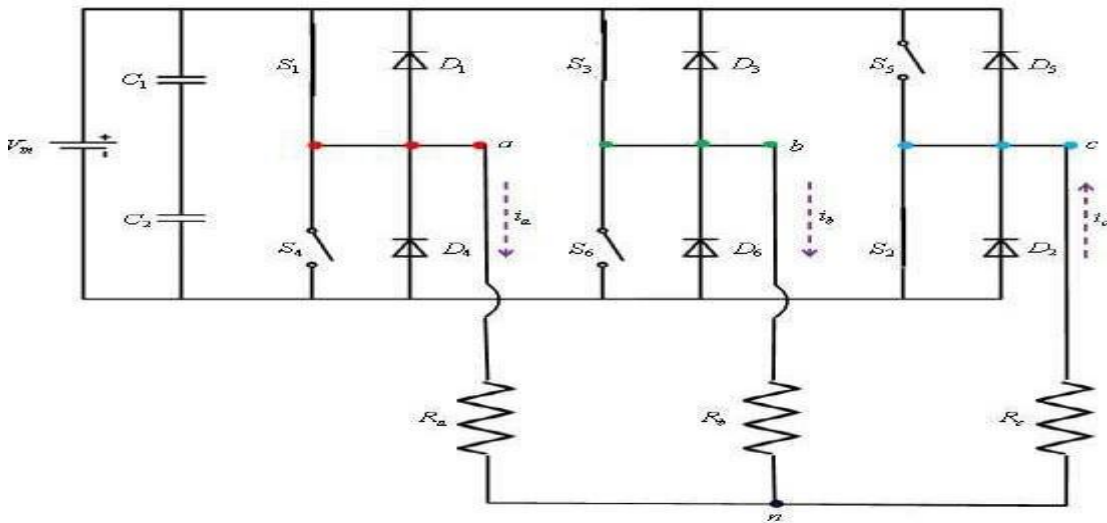 S1 D1 S3 D3 S5 D5
C1
Vin + - a b c
C2 ia ib ic
S4 D4 S6 D6 S2 D2
Ra Rb Rc
n